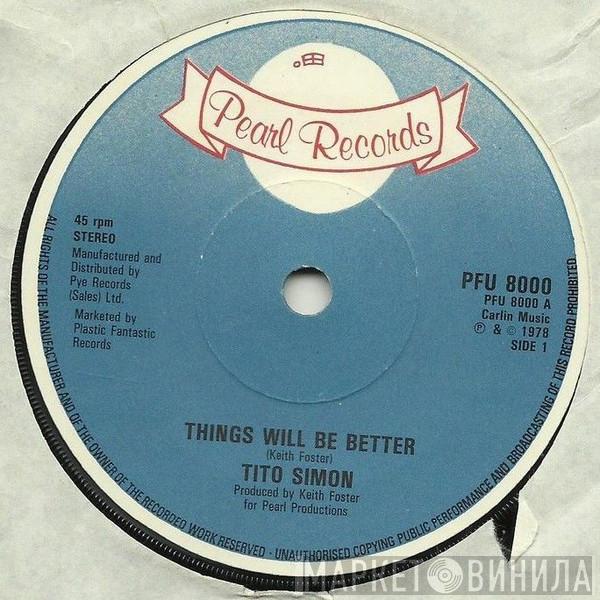 Pearl Records
45 rpm
STEREO
Manufactured and
Distributed by
Pye Records
(Sales) Ltd.
Marketed by
Plastic Fantastic
Records
PFU 8000
PFU 8000 A
Carlin Music
Ⓟ & © 1978
SIDE 1
THINGS WILL BE BETTER
(Keith Foster)
TITO SIMON
Produced by Keith Foster
for Pearl Productions
ALL RIGHTS OF THE MANUFACTURER AND OF THE OWNER OF THE RECORDED WORK RESERVED - UNAUTHORISED COPYING PUBLIC PERFORMANCE AND BROADCASTING OF THIS RECORD PROHIBITED
МАРКЕТ ВИНИЛА